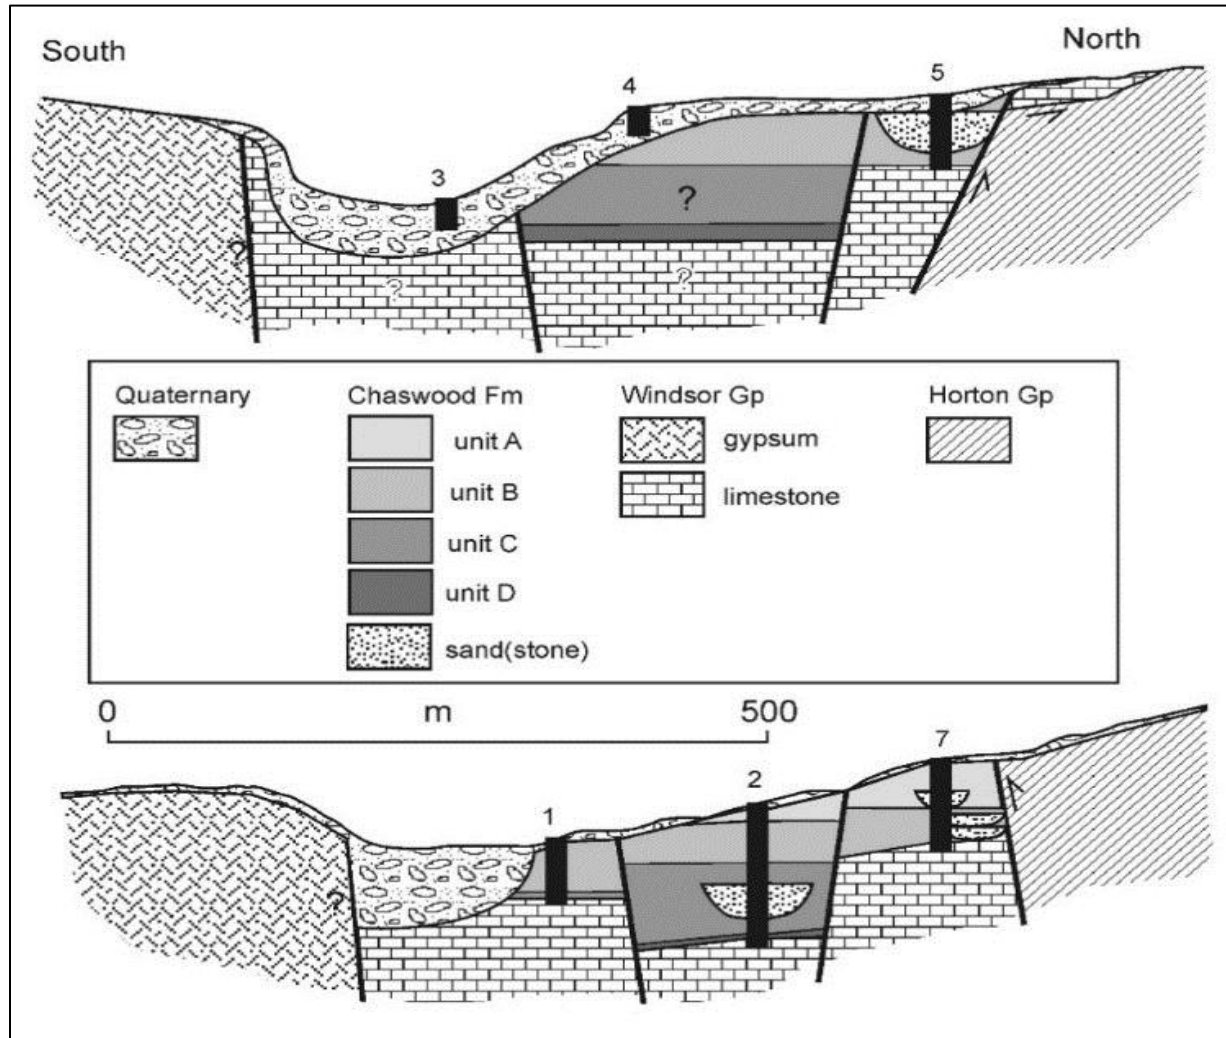 South
North
3
4
5
?
?
?
?
Quaternary
Chaswood Fm
unit A
unit B
unit C
unit D
sand(stone)
Windsor Gp
gypsum
limestone
Horton Gp
0 m 500
1
2
7
?